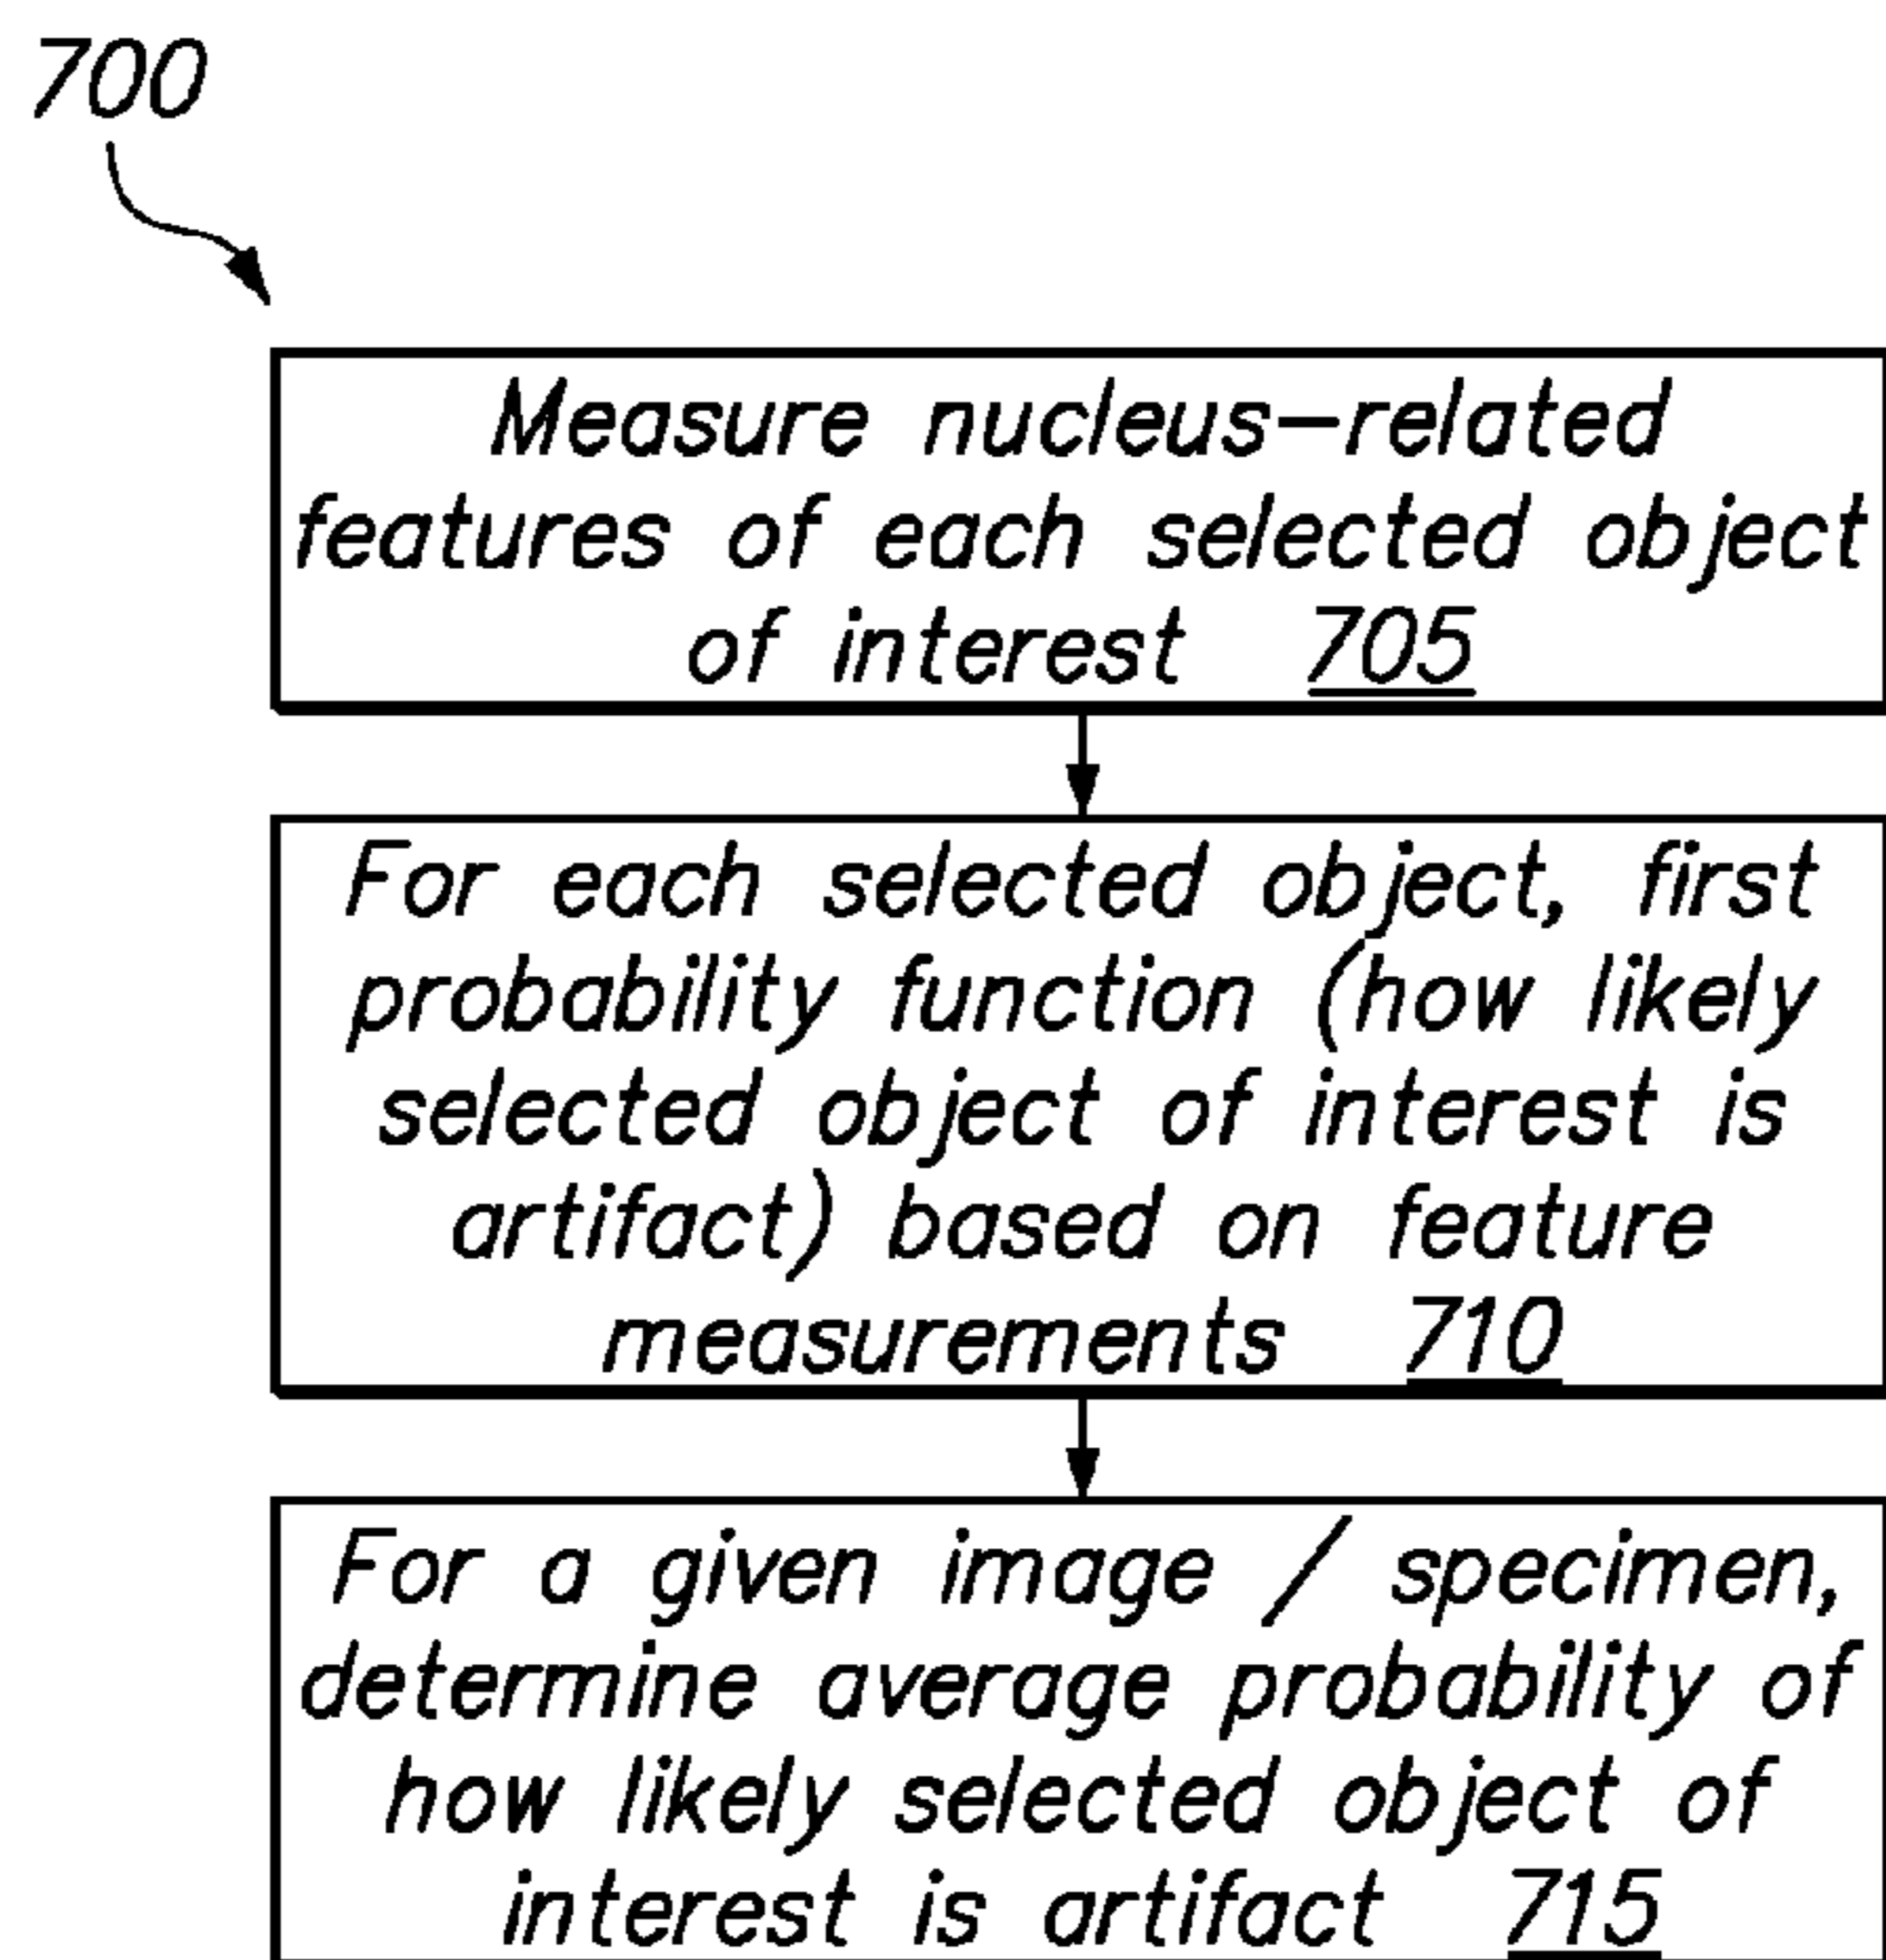 700
Measure nucleus-related
features of each selected object
of interest 705
For each selected object, first
probability function (how likely
selected object of interest is
artifact) based on feature
measurements 710
For a given image / specimen,
determine average probability of
how likely selected object of
interest is artifact 715